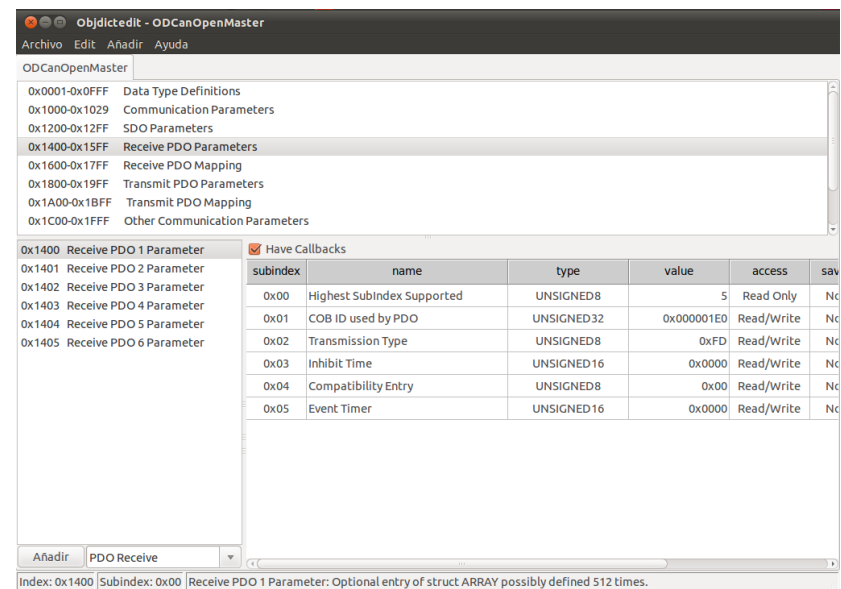 Objdictedit - ODCanOpenMaster
Archivo Edit Añadir Ayuda
ODCanOpenMaster
0x0001-0x0FFF Data Type Definitions
0x1000-0x1029 Communication Parameters
0x1200-0x12FF SDO Parameters
0x1400-0x15FF Receive PDO Parameters
0x1600-0x17FF Receive PDO Mapping
0x1800-0x19FF Transmit PDO Parameters
0x1A00-0x1BFF Transmit PDO Mapping
0x1C00-0x1FFF Other Communication Parameters
0x1400 Receive PDO 1 Parameter
0x1401 Receive PDO 2 Parameter
0x1402 Receive PDO 3 Parameter
0x1403 Receive PDO 4 Parameter
0x1404 Receive PDO 5 Parameter
0x1405 Receive PDO 6 Parameter
Have Callbacks
subindex name type value access sav
0x00 Highest SubIndex Supported UNSIGNED8 5 Read Only No
0x01 COB ID used by PDO UNSIGNED32 0x000001E0 Read/Write No
0x02 Transmission Type UNSIGNED8 0xFD Read/Write No
0x03 Inhibit Time UNSIGNED16 0x0000 Read/Write No
0x04 Compatibility Entry UNSIGNED8 0x00 Read/Write No
0x05 Event Timer UNSIGNED16 0x0000 Read/Write No
Añadir PDO Receive
Index: 0x1400 Subindex: 0x00 Receive PDO 1 Parameter: Optional entry of struct ARRAY possibly defined 512 times.